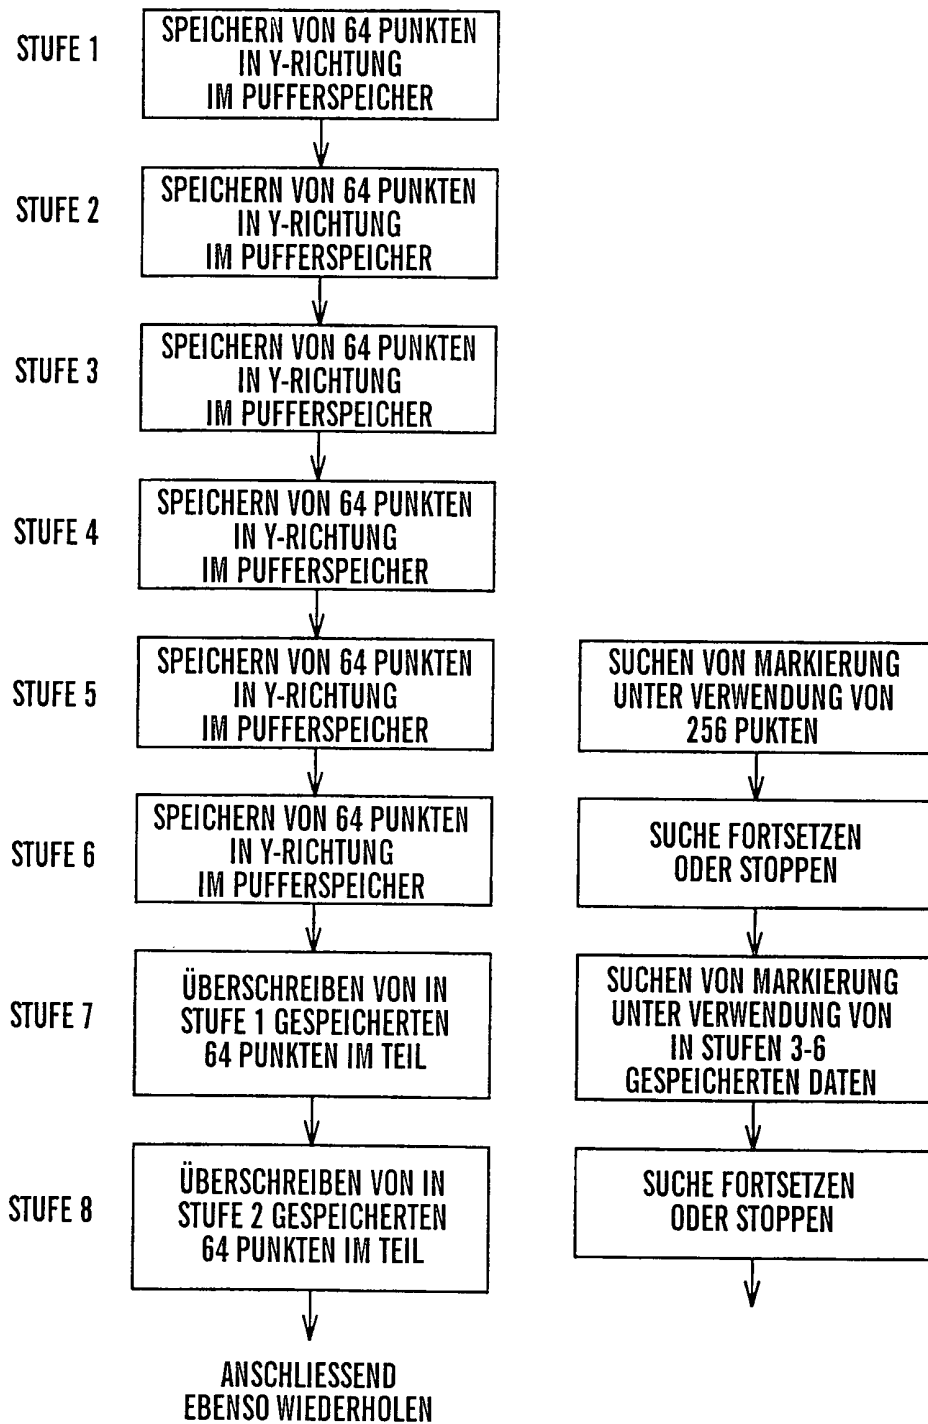 STUFE 1
SPEICHERN VON 64 PUNKTEN
IN Y-RICHTUNG
IM PUFFERSPEICHER
STUFE 2
SPEICHERN VON 64 PUNKTEN
IN Y-RICHTUNG
IM PUFFERSPEICHER
STUFE 3
SPEICHERN VON 64 PUNKTEN
IN Y-RICHTUNG
IM PUFFERSPEICHER
STUFE 4
SPEICHERN VON 64 PUNKTEN
IN Y-RICHTUNG
IM PUFFERSPEICHER
STUFE 5
SPEICHERN VON 64 PUNKTEN
IN Y-RICHTUNG
IM PUFFERSPEICHER
SUCHEN VON MARKIERUNG
UNTER VERWENDUNG VON
256 PUKTEN
STUFE 6
SPEICHERN VON 64 PUNKTEN
IN Y-RICHTUNG
IM PUFFERSPEICHER
SUCHE FORTSETZEN
ODER STOPPEN
STUFE 7
ÜBERSCHREIBEN VON IN
STUFE 1 GESPEICHERTEN
64 PUNKTEN IM TEIL
SUCHEN VON MARKIERUNG
UNTER VERWENDUNG VON
IN STUFEN 3-6
GESPEICHERTEN DATEN
STUFE 8
ÜBERSCHREIBEN VON IN
STUFE 2 GESPEICHERTEN
64 PUNKTEN IM TEIL
SUCHE FORTSETZEN
ODER STOPPEN
ANSCHLIESSEND
EBENSO WIEDERHOLEN